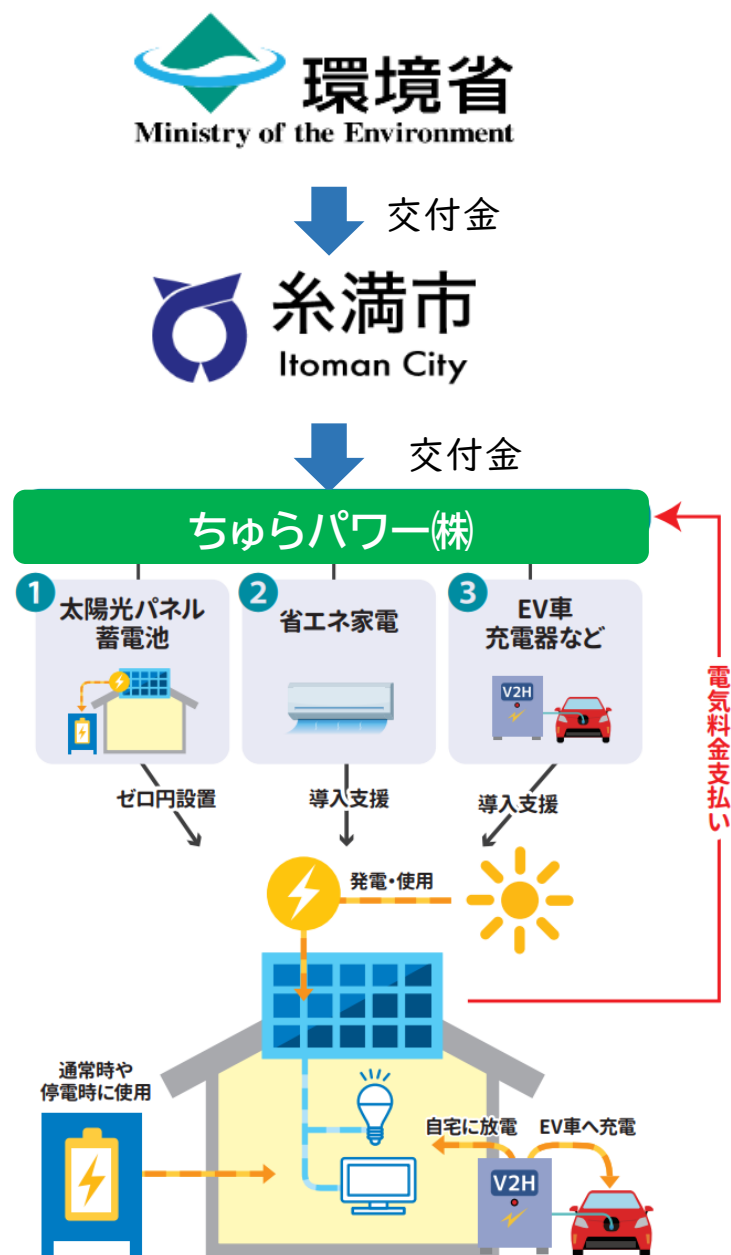 環境省
Ministry of the Environment
交付金
糸満市
Itoman City
交付金
ちゅらパワー㈱
1
太陽光パネル
蓄電池
2
省エネ家電
3
EV車
充電器など
V2H
電気料金支払い
ゼロ円設置
導入支援
導入支援
発電・使用
通常時や
停電時に使用
自宅に放電
EV車へ充電
V2H